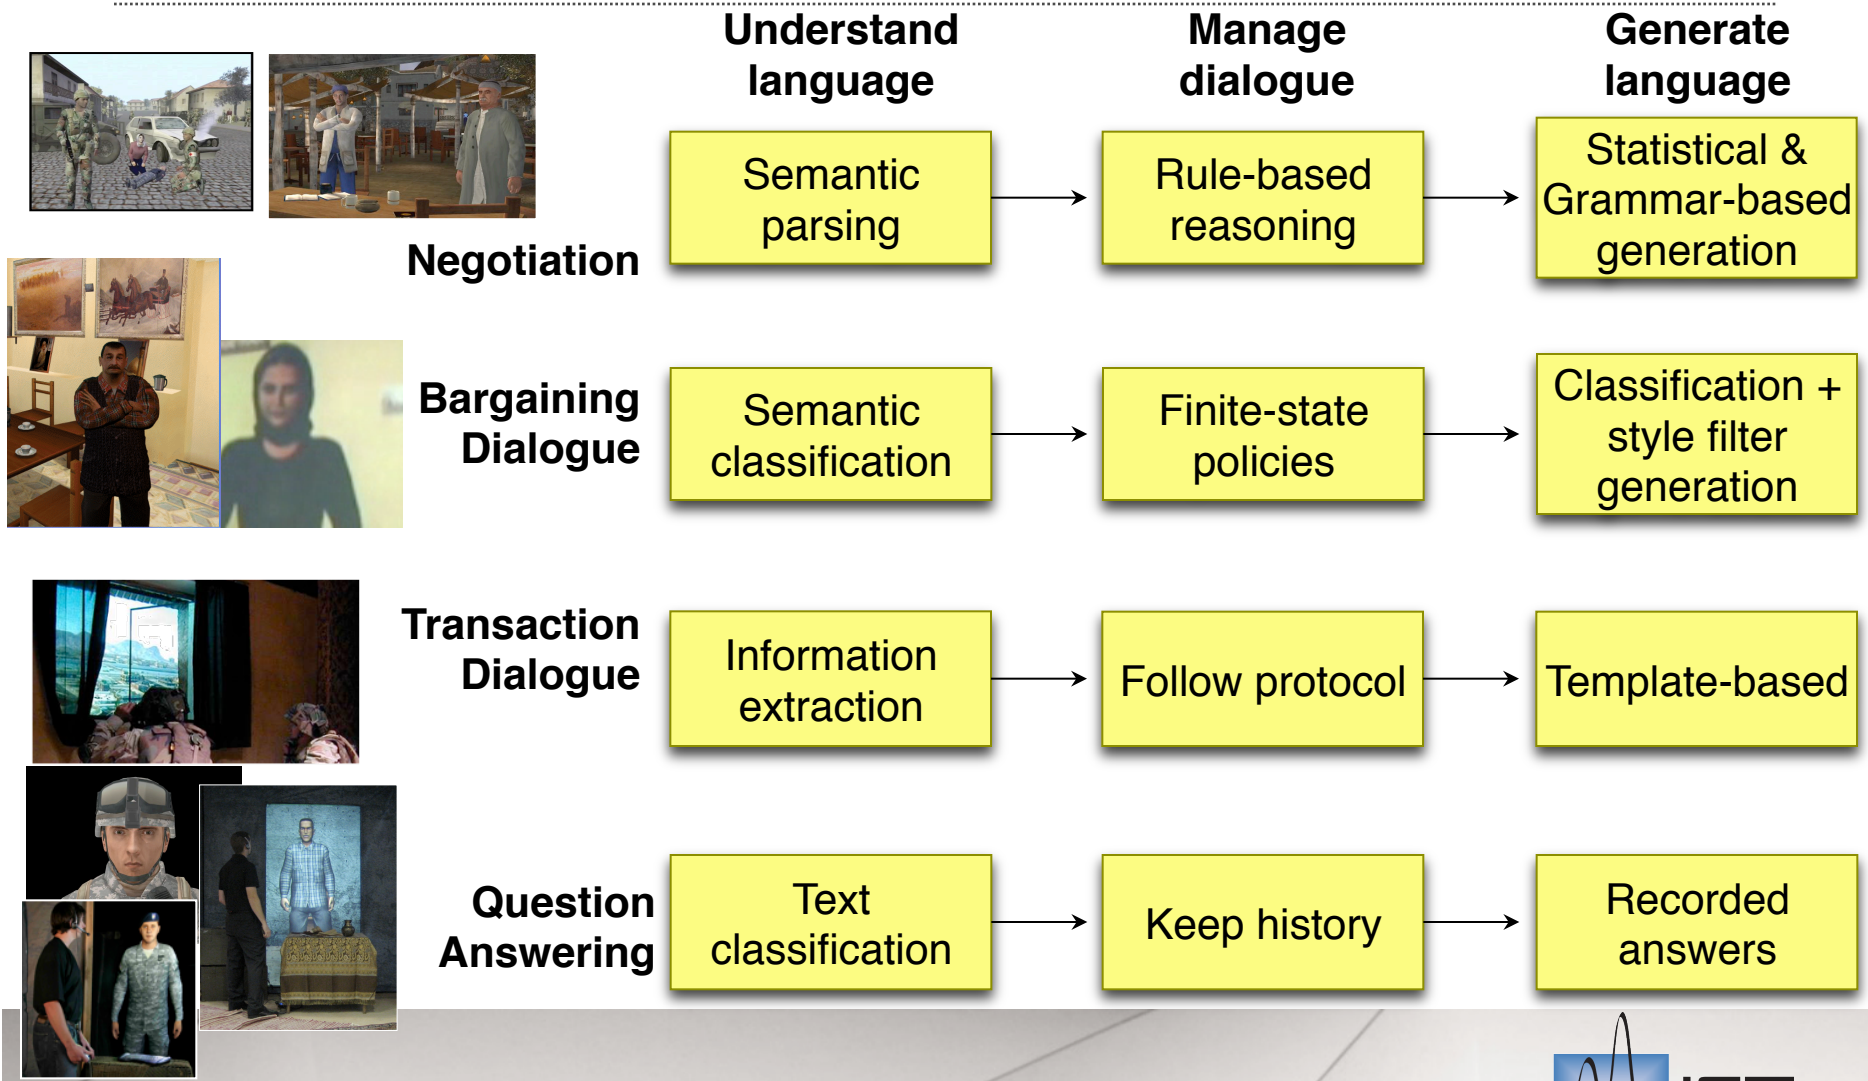 Understand
language
Manage
dialogue
Generate
language
Negotiation
Semantic
parsing
Rule-based
reasoning
Statistical &
Grammar-based
generation
Bargaining
Dialogue
Semantic
classification
Finite-state
policies
Classification +
style filter
generation
Transaction
Dialogue
Information
extraction
Follow protocol
Template-based
Question
Answering
Text
classification
Keep history
Recorded
answers